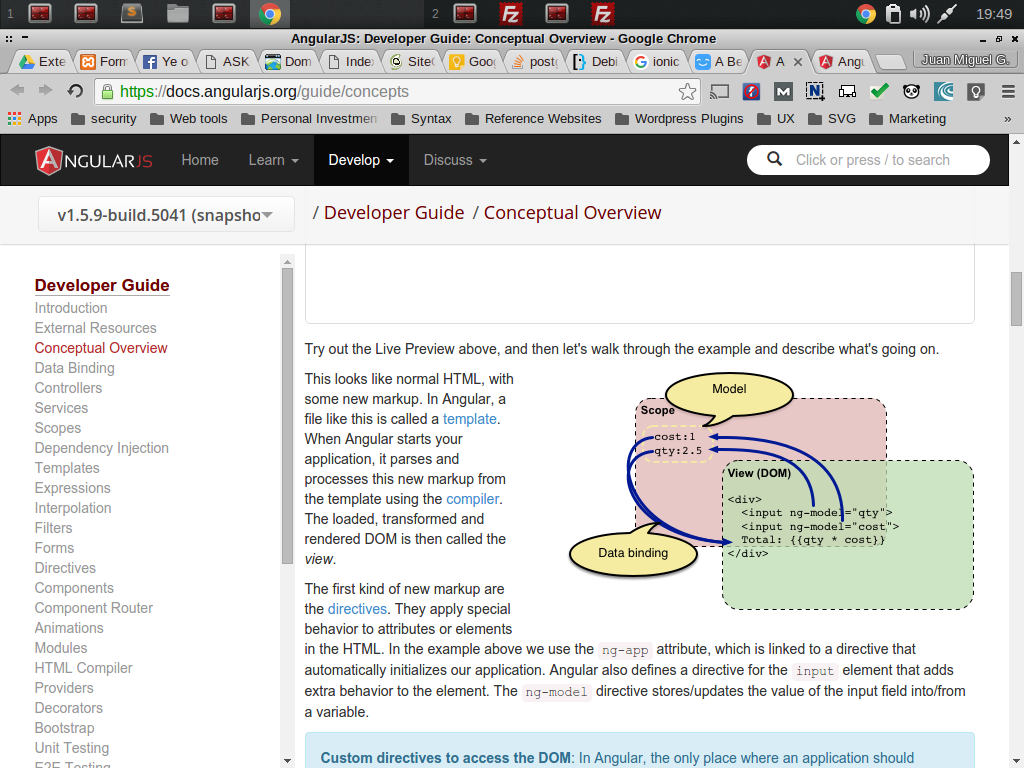 1
2
19:49
AngularJS: Developer Guide: Conceptual Overview - Google Chrome
Exte
Form
Ye o
ASK
Dom
Inde
Site
Goo
post
Debi
ionic
A Be
A
Angu
Juan Miguel G.
https://docs.angularjs.org/guide/concepts
Apps
security
Web tools
Personal Investmen
Syntax
Reference Websites
Wordpress Plugins
UX
SVG
Marketing
»
ANGULARJS
Home
Learn
Develop
Discuss
Click or press / to search
v1.5.9-build.5041 (snapsho
/ Developer Guide / Conceptual Overview
Developer Guide
Introduction
External Resources
Conceptual Overview
Data Binding
Controllers
Services
Scopes
Dependency Injection
Templates
Expressions
Interpolation
Filters
Forms
Directives
Components
Component Router
Animations
Modules
HTML Compiler
Providers
Decorators
Bootstrap
Unit Testing
E2E Testing
Try out the Live Preview above, and then let's walk through the example and describe what's going on.
This looks like normal HTML, with
some new markup. In Angular, a
file like this is called a template.
When Angular starts your
application, it parses and
processes this new markup from
the template using the compiler.
The loaded, transformed and
rendered DOM is then called the
view.
Model
Scope
cost:1
qty:2.5
View (DOM)
<div>
<input ng-model="qty">
<input ng-model="cost">
Total: {{qty * cost}}
</div>
Data binding
The first kind of new markup are
the directives. They apply special
behavior to attributes or elements
in the HTML. In the example above we use the ng-app attribute, which is linked to a directive that
automatically initializes our application. Angular also defines a directive for the input element that adds
extra behavior to the element. The ng-model directive stores/updates the value of the input field into/from
a variable.
Custom directives to access the DOM: In Angular, the only place where an application should